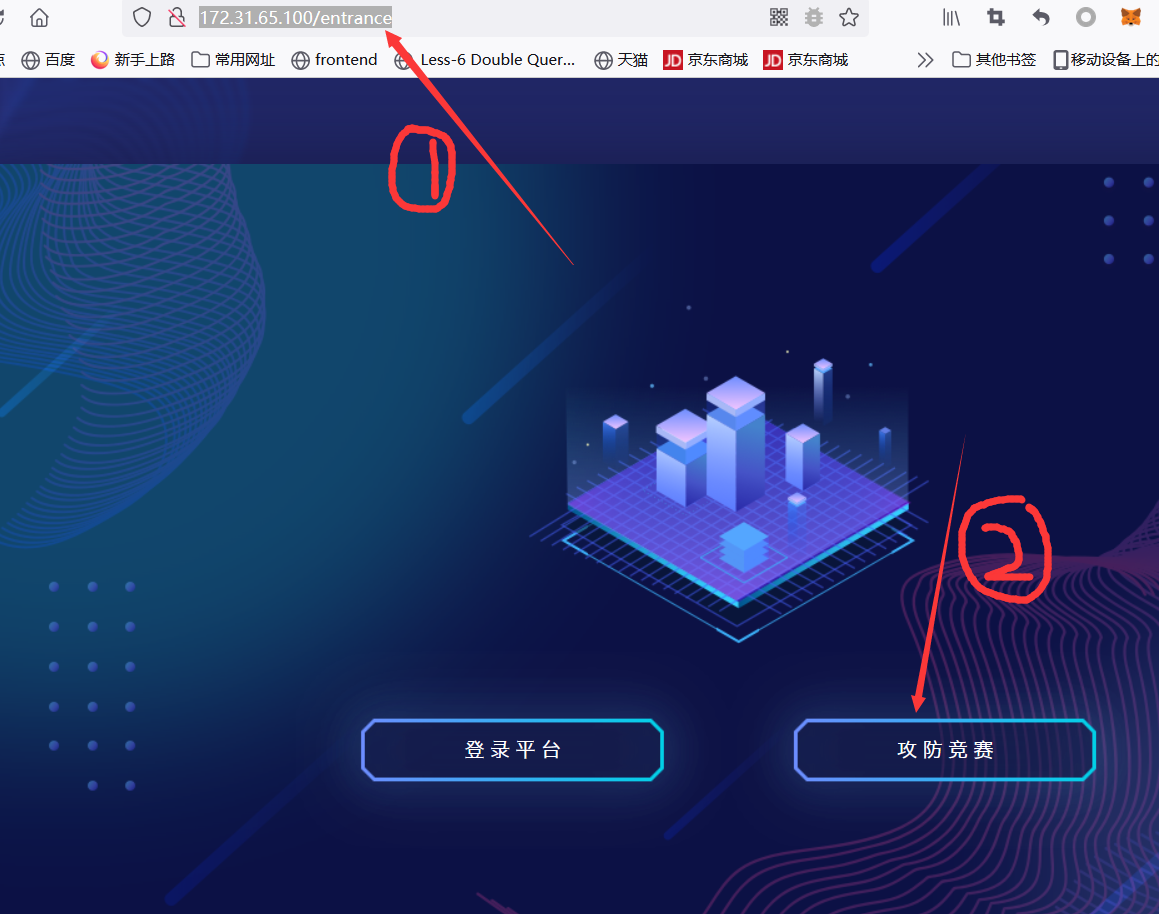 172.31.65.100/entrance
百度 新手上路 常用网址 frontend Less-6 Double Quer... 天猫 JD 京东商城 JD 京东商城 其他书签 移动设备上的
1
2
登录平台 攻防竞赛